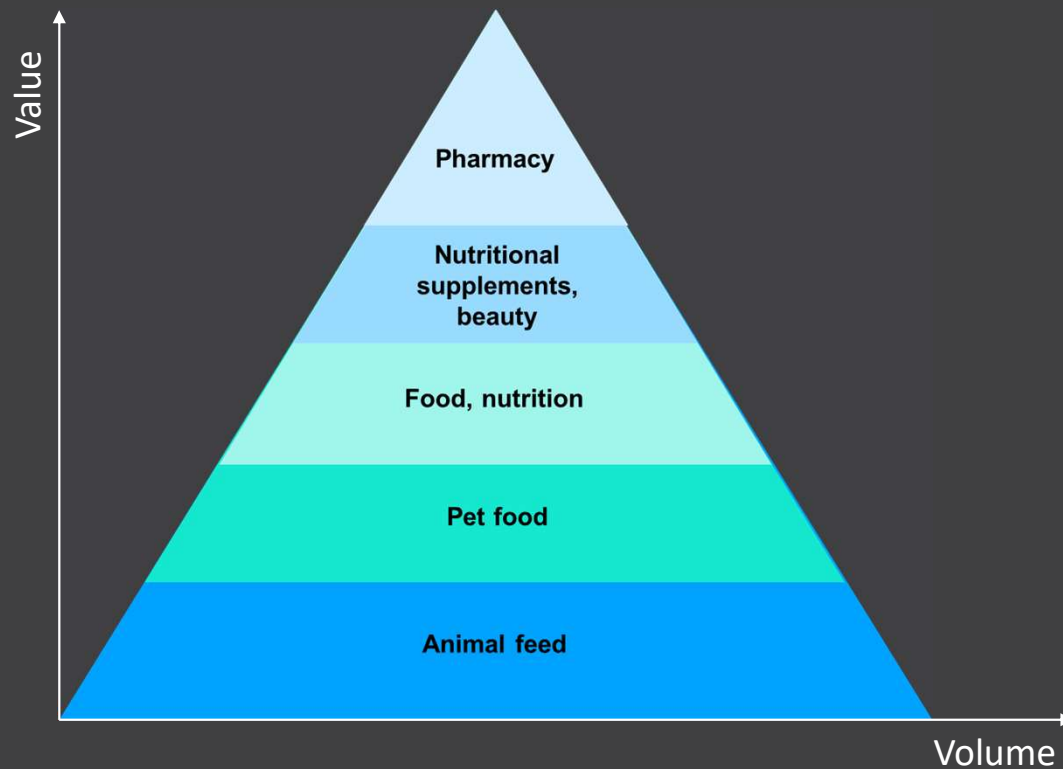 Value
Pharmacy
Nutritional
supplements,
beauty
Food, nutrition
Pet food
Animal feed
Volume